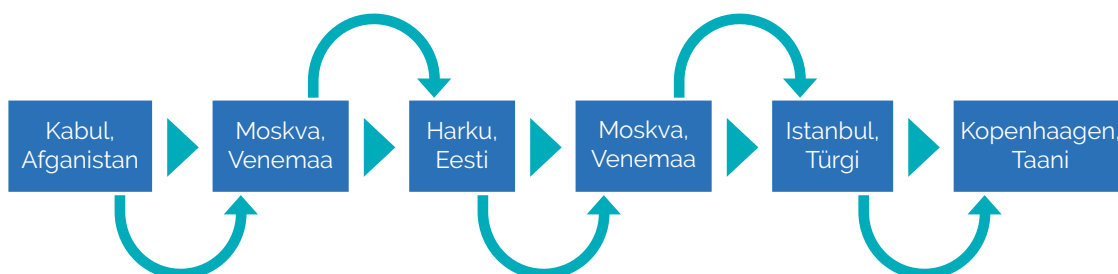 Kabul,
Afganistan
Moskva,
Venemaa
Harku,
Eesti
Moskva,
Venemaa
Istanbul,
Türgi
Kopenhaagen,
Taani